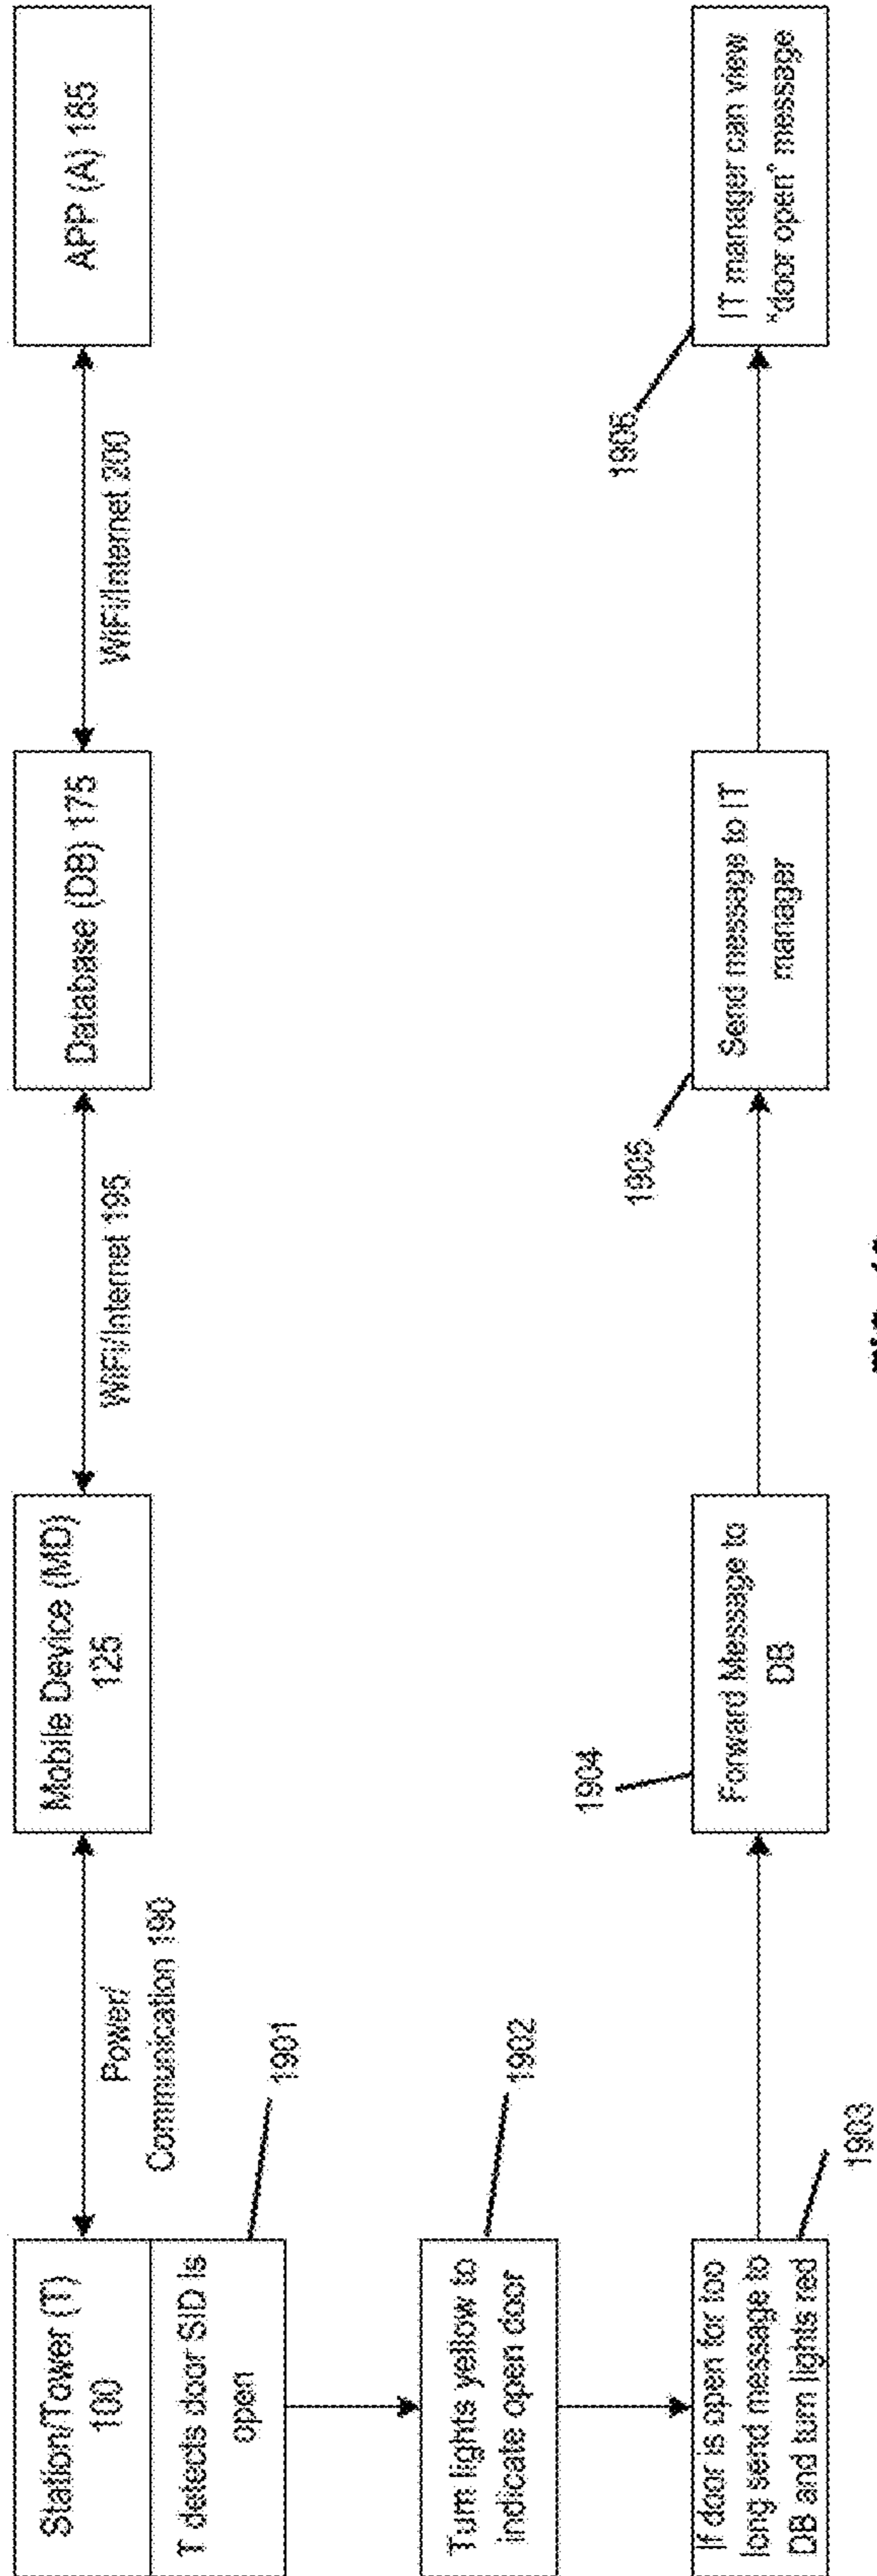 Station/Tower (T)
100
Power/
Communication 190
Mobile Device (MD)
125
WiFi/Internet 195
Database (DB) 175
WiFi/Internet 200
APP (A) 185
T detects door SID is
open
1901
Turn lights yellow to
indicate open door
1902
If door is open for too
long send message to
DB and turn lights red
1903
Forward Message to
DB
1904
Send message to IT
manager
1905
IT manager can view
"door open" message
1906